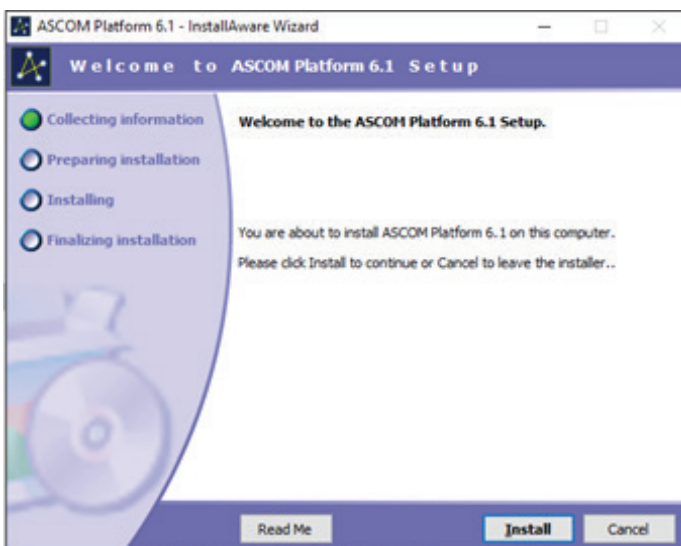 ASCOM Platform 6.1 - InstallAware Wizard
Welcome to ASCOM Platform 6.1 Setup
Collecting information
Preparing installation
Installing
Finalizing installation
Welcome to the ASCOM Platform 6.1 Setup.
You are about to install ASCOM Platform 6.1 on this computer.
Please click Install to continue or Cancel to leave the installer..
Read Me
Install
Cancel